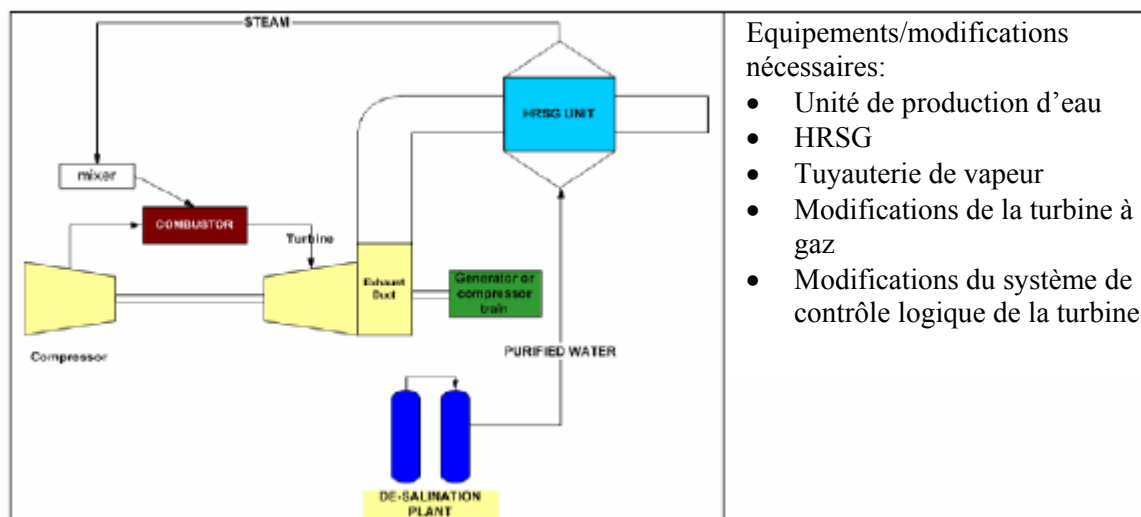 STEAM
HRSG UNIT
mixer
COMBUSTOR
Turbine
Exhaust
Duct
Generator or
compressor
train
Compressor
PURIFIED WATER
DE-SALINATION
PLANT
Equipements/modifications
nécessaires:
• Unité de production d’eau
• HRSG
• Tuyauterie de vapeur
• Modifications de la turbine à
gaz
• Modifications du système de
contrôle logique de la turbine